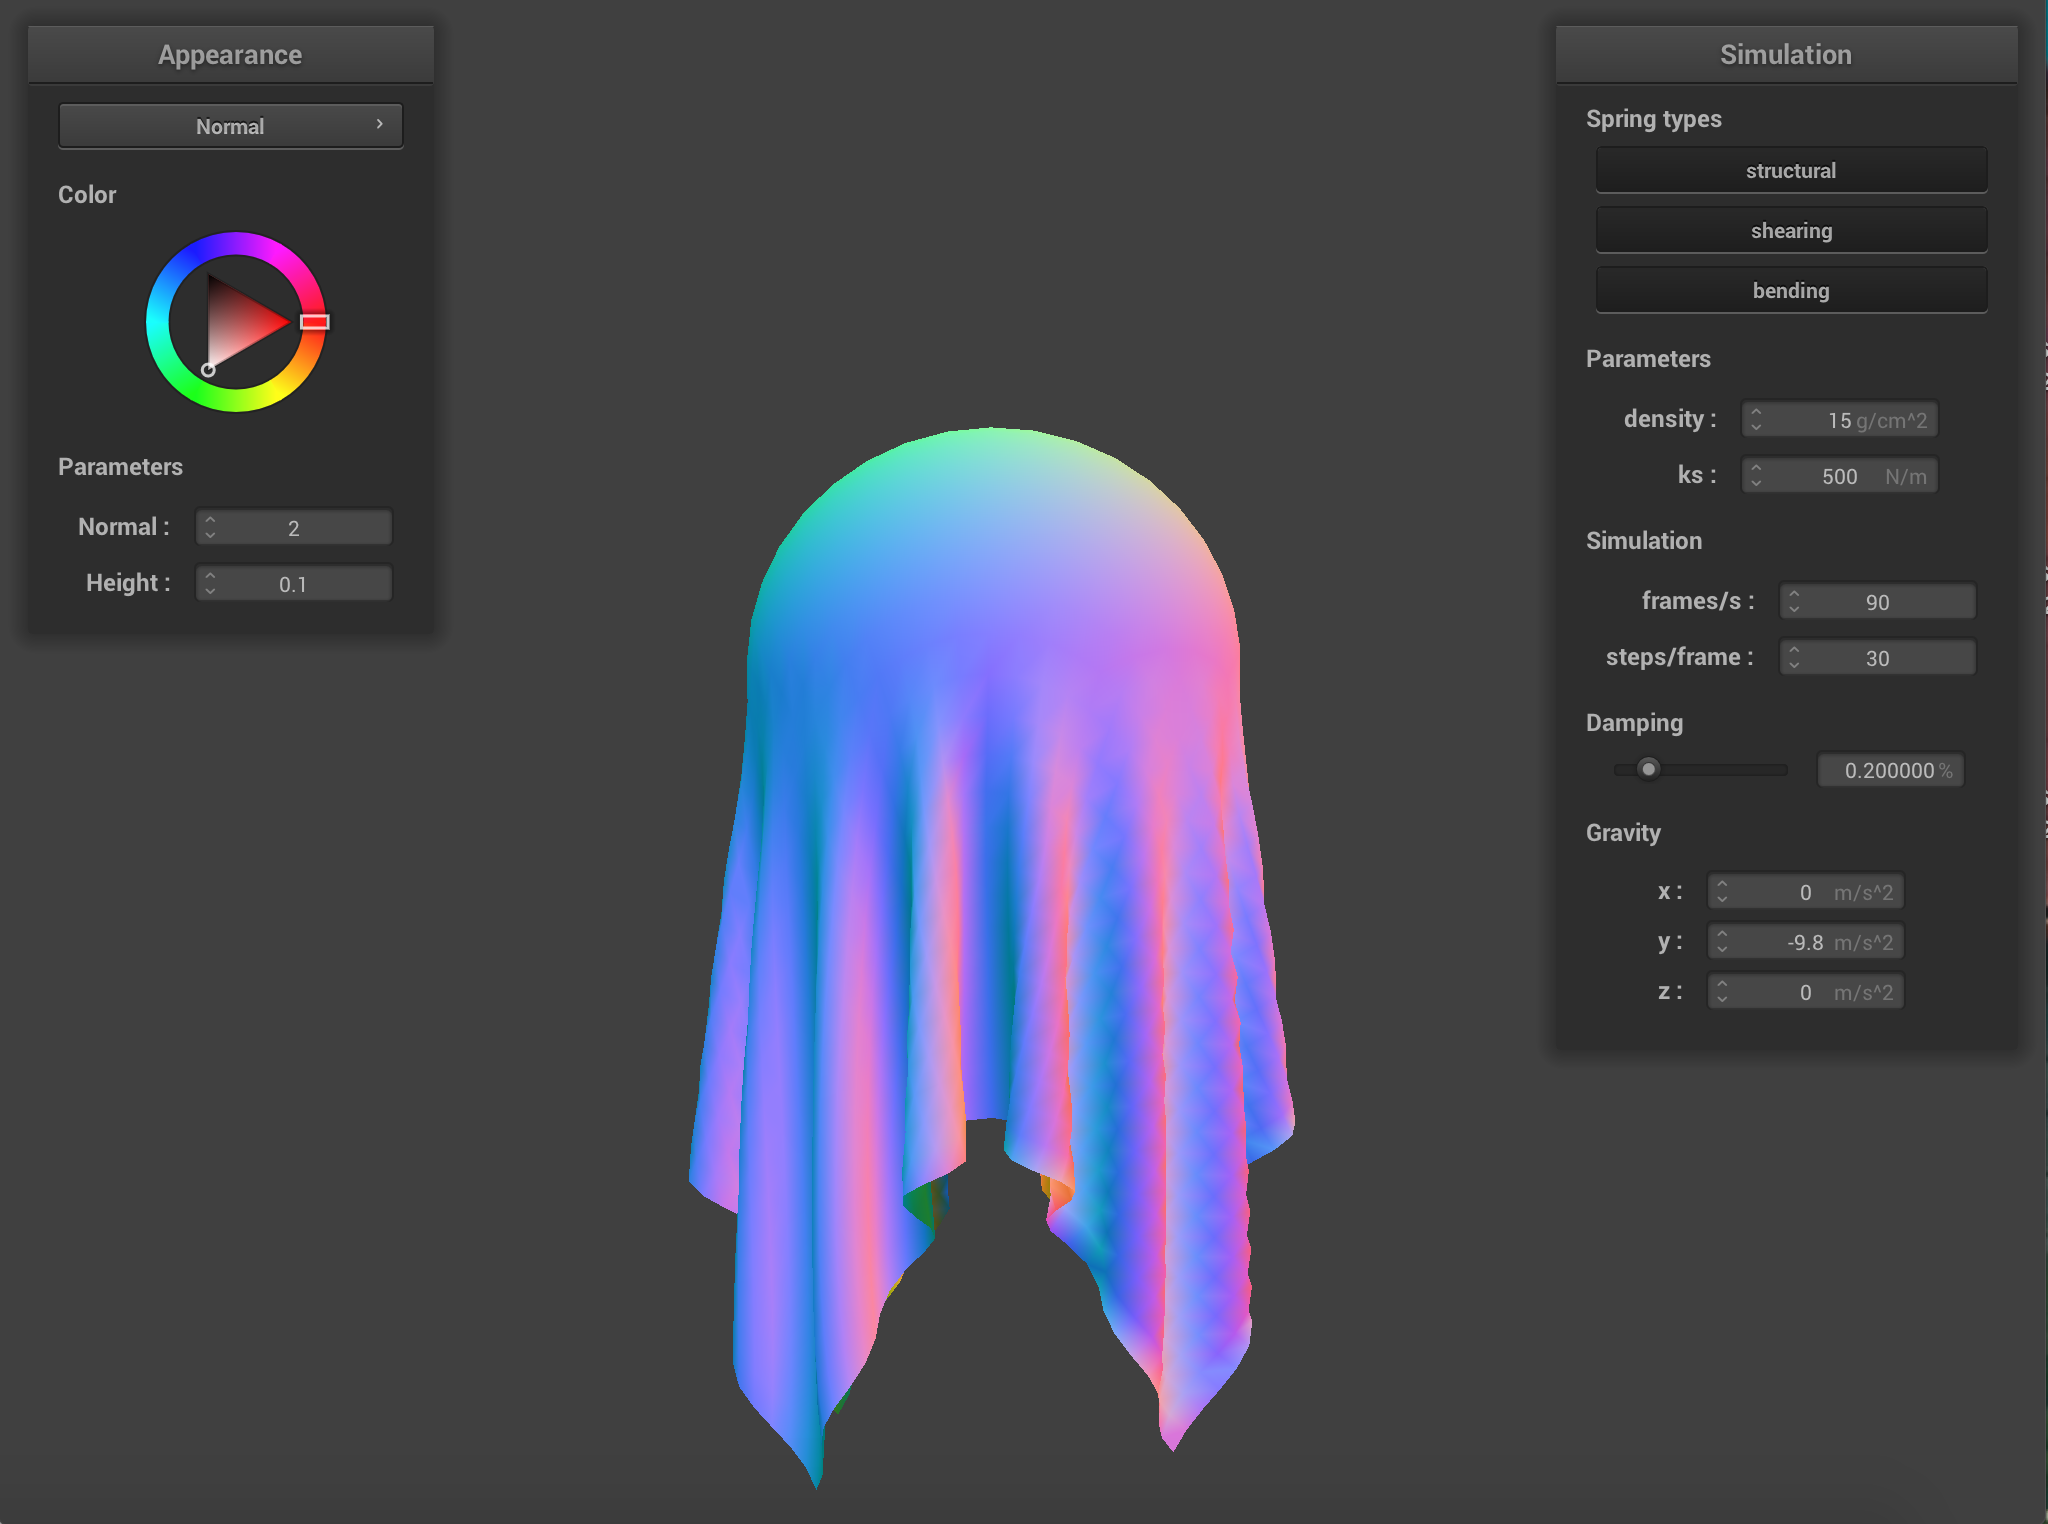 Appearance
Normal
Color
Parameters
Normal : 2
Height : 0.1
Simulation
Spring types
structural
shearing
bending
Parameters
density : 15 g/cm^2
ks : 500 N/m
Simulation
frames/s : 90
steps/frame : 30
Damping
0.200000 %
Gravity
x : 0 m/s^2
y : -9.8 m/s^2
z : 0 m/s^2